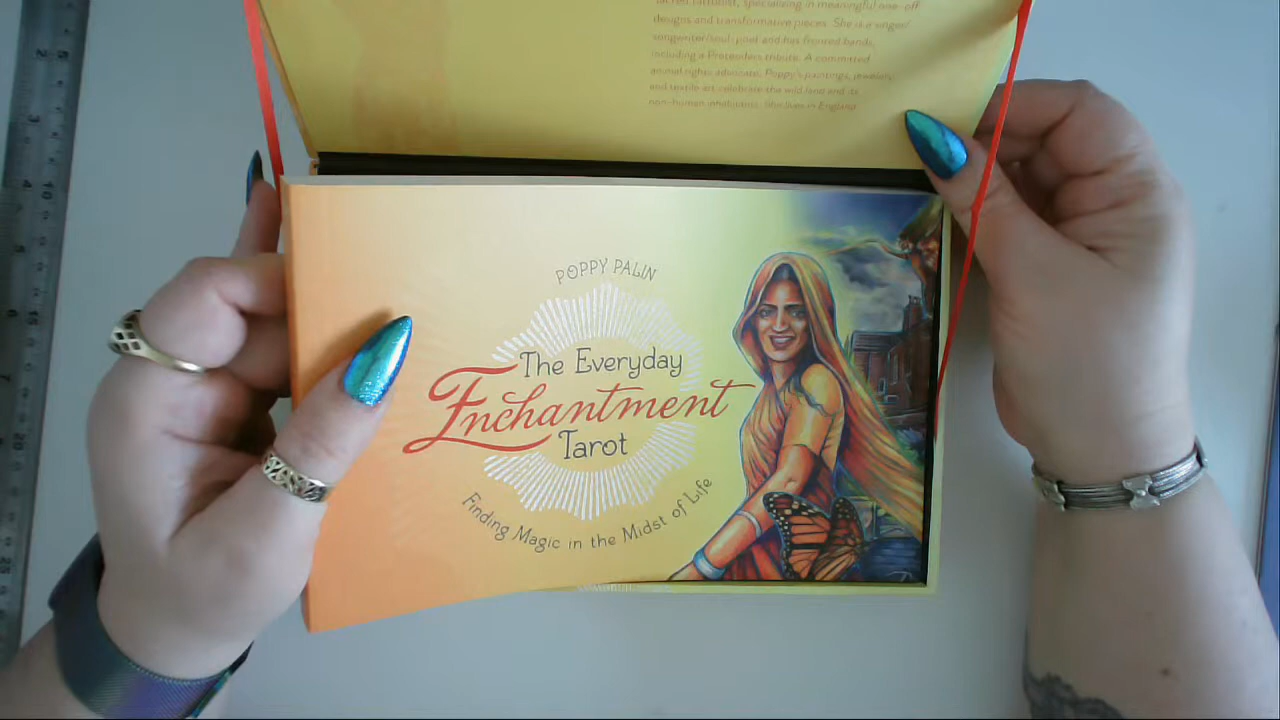 sacred tarotist, specializing in meaningful one-off
designs and transformative pieces. She is a singer/
songwriter/soul-poet and has fronted bands,
including a Pretenders tribute. A committed
animal rights advocate, Poppy's paintings, jewelry,
and textile art celebrate the wild land and its
non-human inhabitants. She lives in England
POPPY PALIN
The Everyday
Enchantment
Tarot
Finding Magic in the Midst of Life